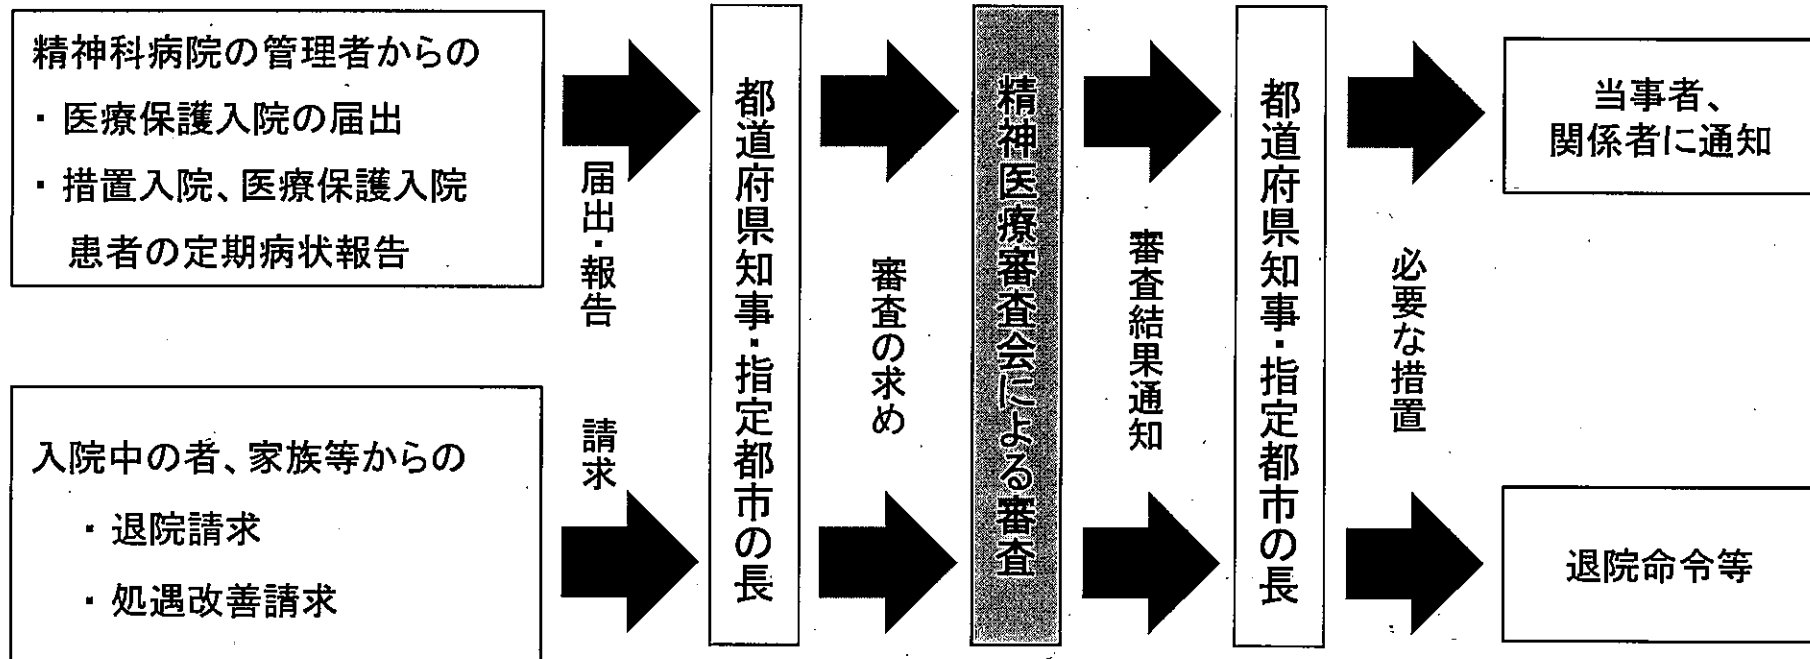 精神科病院の管理者からの
・医療保護入院の届出
・措置入院、医療保護入院
患者の定期病状報告
入院中の者、家族等からの
・退院請求
・処遇改善請求
届出・報告
請求
都道府県知事・指定都市の長
審査の求め
精神医療審査会による審査
審査結果通知
都道府県知事・指定都市の長
必要な措置
当事者、
関係者に通知
退院命令等